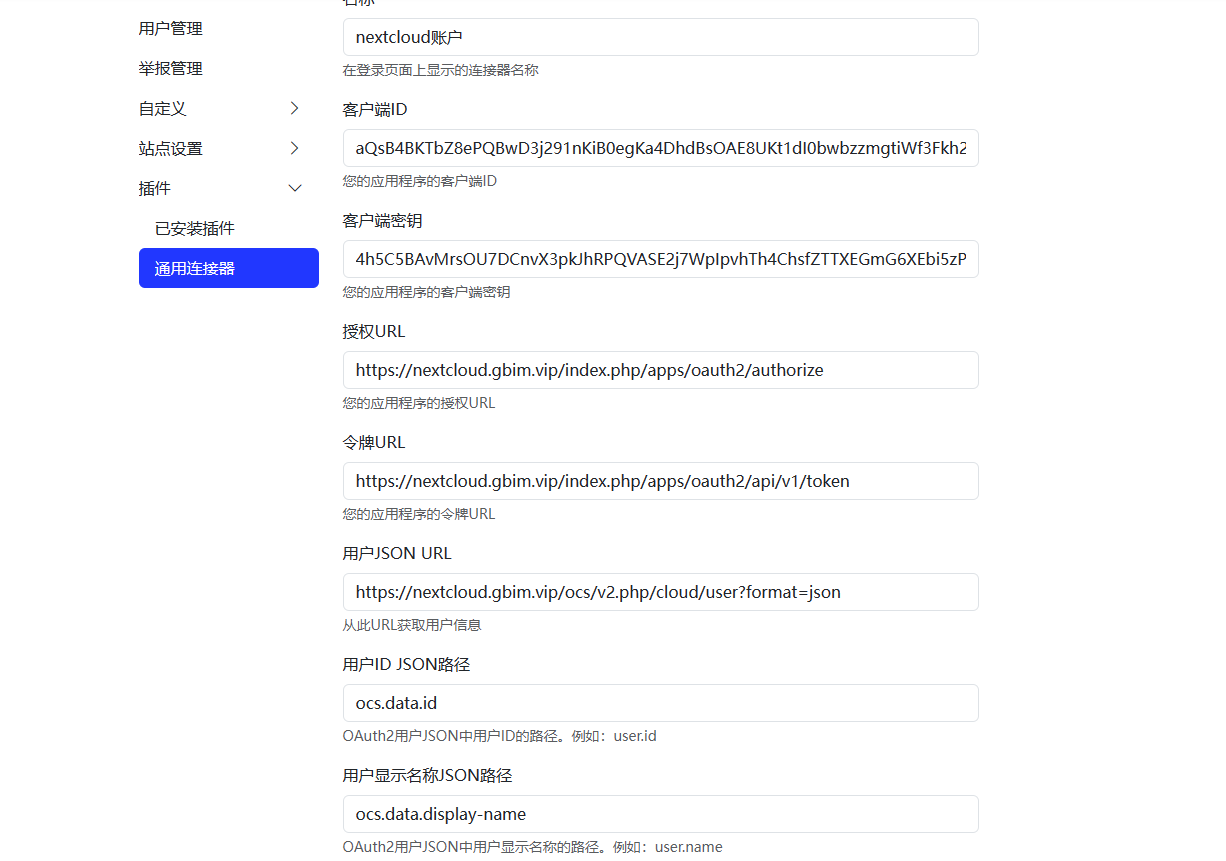 用户管理
举报管理
自定义
站点设置
插件
已安装插件
通用连接器
名称
nextcloud账户
在登录页面上显示的连接器名称
客户端ID
aQsB4BKTbZ8ePQBwD3j291nKiB0egKa4DhdBsOAE8UKt1dI0bwbzzmgtiWf3Fkh2
您的应用程序的客户端ID
客户端密钥
4h5C5BAvMrsOU7DCnvX3pkJhRPQVASE2j7WpIpvhTh4ChsfZTTXEGmG6XEbi5zP
您的应用程序的客户端密钥
授权URL
https://nextcloud.gbim.vip/index.php/apps/oauth2/authorize
您的应用程序的授权URL
令牌URL
https://nextcloud.gbim.vip/index.php/apps/oauth2/api/v1/token
您的应用程序的令牌URL
用户JSON URL
https://nextcloud.gbim.vip/ocs/v2.php/cloud/user?format=json
从此URL获取用户信息
用户ID JSON路径
ocs.data.id
OAuth2用户JSON中用户ID的路径。例如：user.id
用户显示名称JSON路径
ocs.data.display-name
OAuth2用户JSON中用户显示名称的路径。例如：user.name